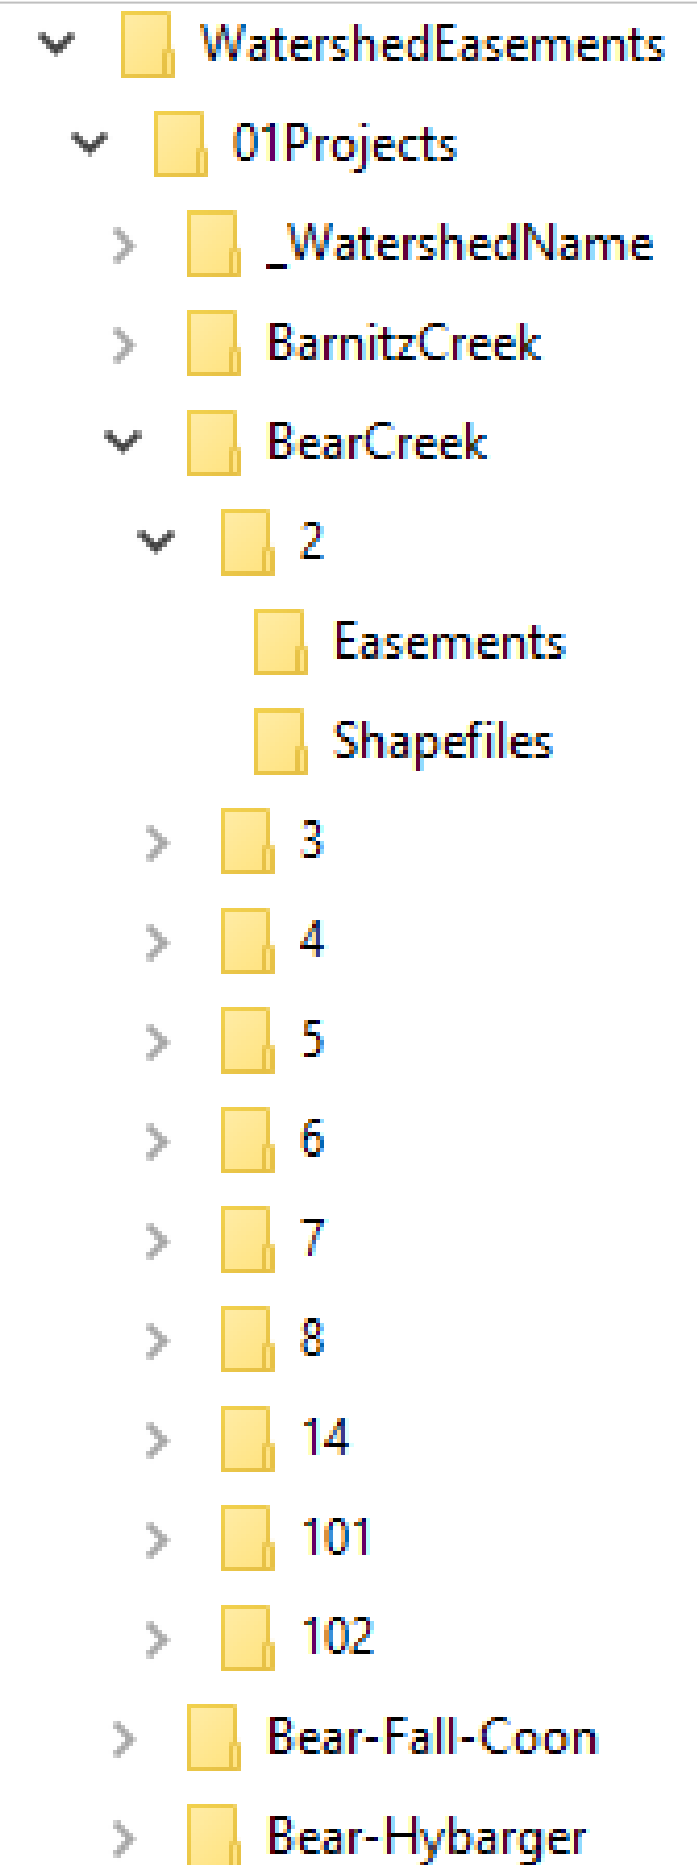 WatershedEasements
01Projects
_WatershedName
BarnitzCreek
BearCreek
2
Easements
Shapefiles
3
4
5
6
7
8
14
101
102
Bear-Fall-Coon
Bear-Hybarger